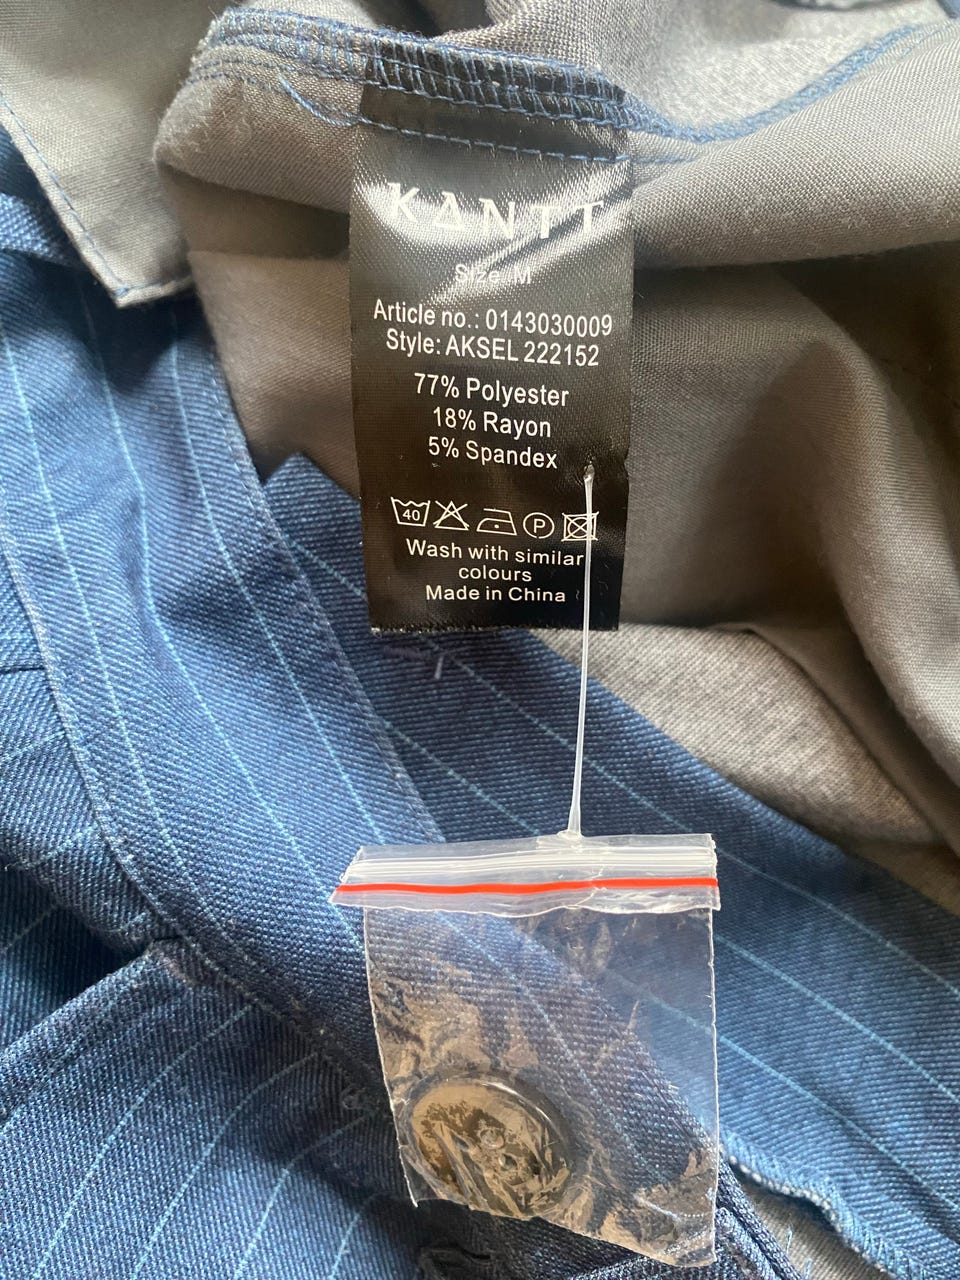 KANTT
Size: M
Article no.: 0143030009
Style: AKSEL 222152
77% Polyester
18% Rayon
5% Spandex
40 P
Wash with similar
colours
Made in China